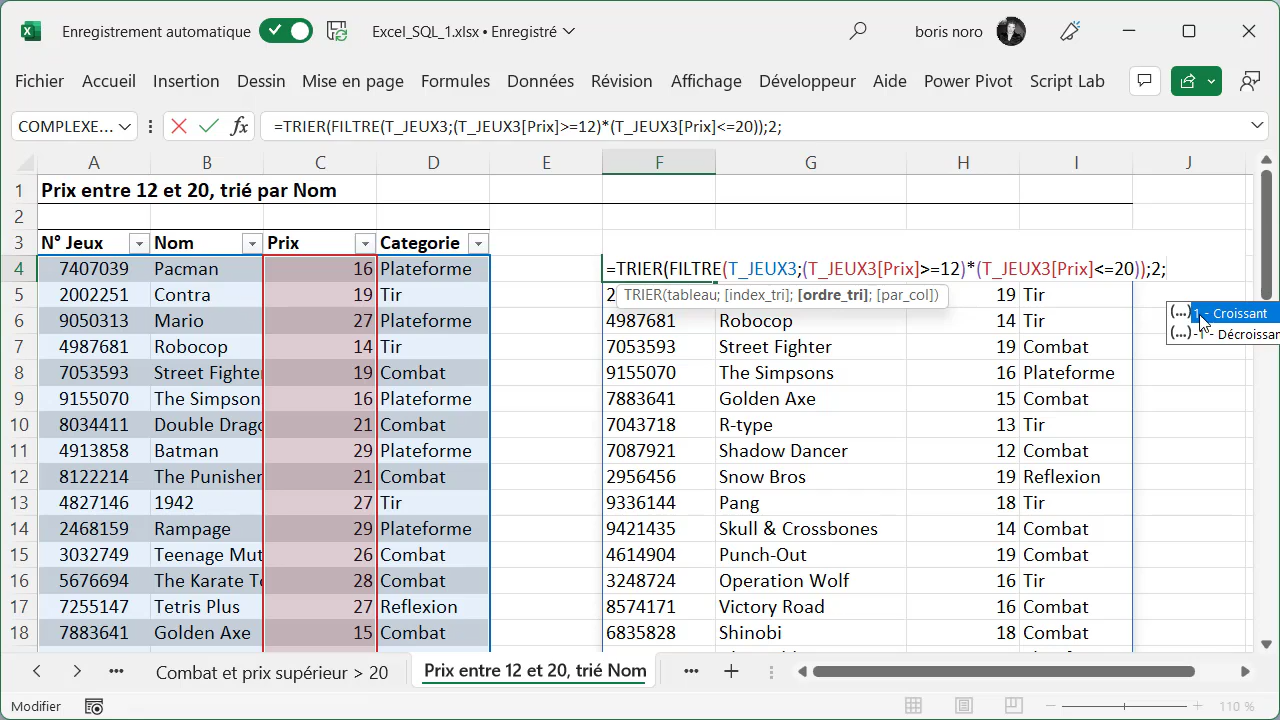 Enregistrement automatique Excel_SQL_1.xlsx • Enregistré boris noro
Fichier Accueil Insertion Dessin Mise en page Formules Données Révision Affichage Développeur Aide Power Pivot Script Lab
COMPLEXE... fx =TRIER(FILTRE(T_JEUX3;(T_JEUX3[Prix]>=12)*(T_JEUX3[Prix]<=20));2;
A B C D E F G H I J
1 Prix entre 12 et 20, trié par Nom
2
3 N° Jeux Nom Prix Categorie
4 7407039 Pacman 16 Plateforme =TRIER(FILTRE(T_JEUX3;(T_JEUX3[Prix]>=12)*(T_JEUX3[Prix]<=20));2;
5 2002251 Contra 19 Tir 2 TRIER(tableau; [index_tri]; [ordre_tri]; [par_col]) 19 Tir
(...) 1 - Croissant
6 9050313 Mario 27 Plateforme 4987681 Robocop 14 Tir
(...) -1 - Décroissan
7 4987681 Robocop 14 Tir 7053593 Street Fighter 19 Combat
8 7053593 Street Fighter 19 Combat 9155070 The Simpsons 16 Plateforme
9 9155070 The Simpson 16 Plateforme 7883641 Golden Axe 15 Combat
10 8034411 Double Drago 21 Combat 7043718 R-type 13 Tir
11 4913858 Batman 29 Plateforme 7087921 Shadow Dancer 12 Combat
12 8122214 The Punisher 21 Combat 2956456 Snow Bros 19 Reflexion
13 4827146 1942 27 Tir 9336144 Pang 18 Tir
14 2468159 Rampage 29 Plateforme 9421435 Skull & Crossbones 14 Combat
15 3032749 Teenage Mut 26 Combat 4614904 Punch-Out 19 Combat
16 5676694 The Karate T 28 Combat 3248724 Operation Wolf 16 Tir
17 7255147 Tetris Plus 27 Reflexion 8574171 Victory Road 16 Combat
18 7883641 Golden Axe 15 Combat 6835828 Shinobi 18 Combat
••• Combat et prix supérieur > 20 Prix entre 12 et 20, trié Nom ••• +
Modifier 110 %